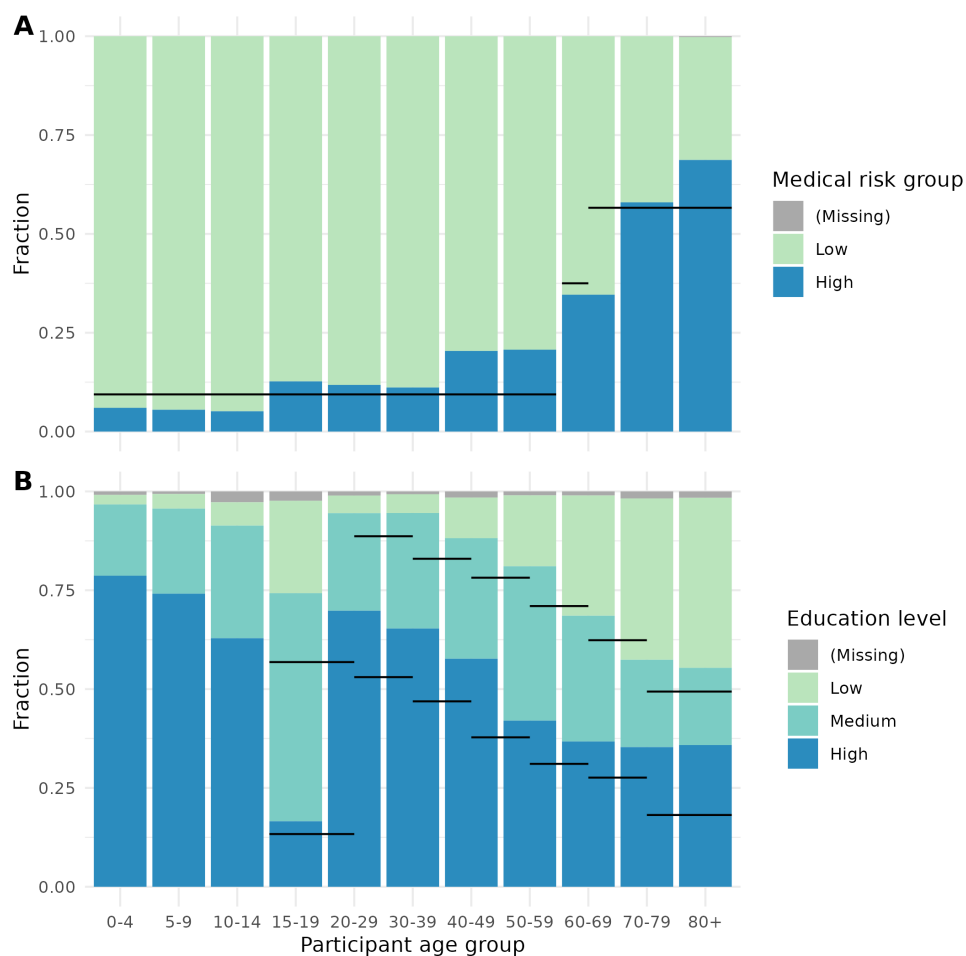 A
1.00
0.75
0.50
0.25
0.00
Fraction
Medical risk group
(Missing)
Low
High
B
1.00
0.75
0.50
0.25
0.00
Fraction
Education level
(Missing)
Low
Medium
High
0-4 5-9 10-14 15-19 20-29 30-39 40-49 50-59 60-69 70-79 80+
Participant age group